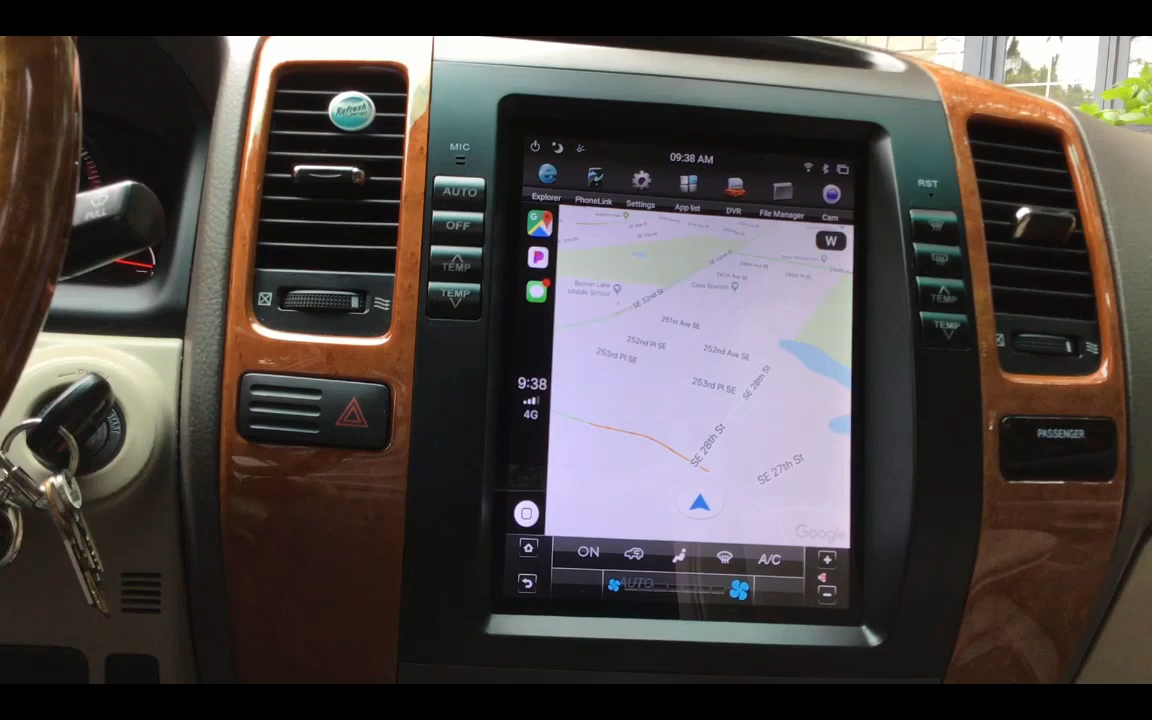 Refresh
PULL
MIC
AUTO
OFF
TEMP
TEMP
RST
TEMP
TEMP
PASSENGER
09:38 AM
Explorer
PhoneLink
Settings
App list
DVR
File Manager
Cam
W
Beaver Lake
Middle School
SE 32nd St
Casa Spanish
251st Ave SE
252nd Pl SE
252nd Ave SE
253rd Pl SE
253rd Pl SE
SE 28th St
SE 28th St
SE 27th St
Google
9:38
4G
ON
A/C
AUTO